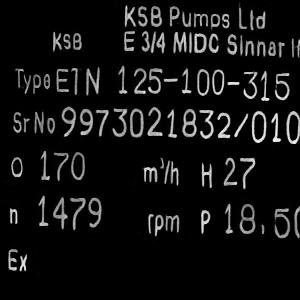 KSB Pumps Ltd
KSB E 3/4 MIDC Sinnar
Type ETN 125-100-315
Sr No 9973021832/010
Q 170 m³/h H 27
n 1479 rpm P 18.50
Ex